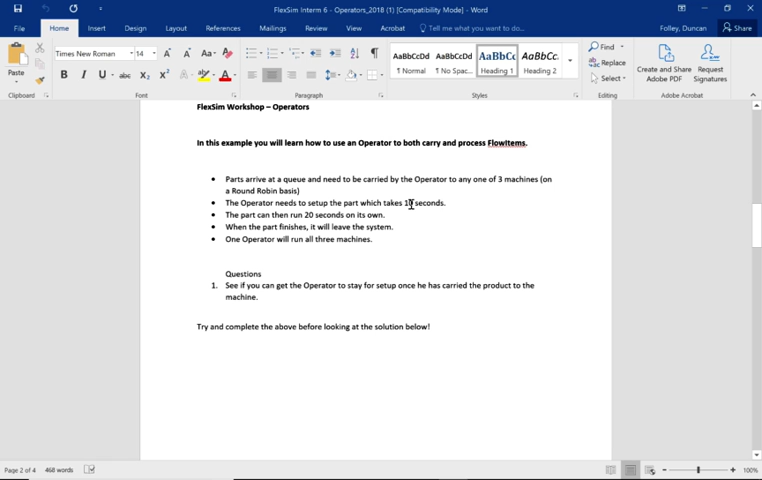 FlexSim Interm 6 - Operators_2018 (1) [Compatibility Mode] - Word
File Home Insert Design Layout References Mailings Review View Acrobat Tell me what you want to do... Folley, Duncan Share
Paste
Clipboard
Times New Roman 14 Aa
B I U abc X₂ X² A
Font
Paragraph
AaBbCcDd AaBbCcDd AaBbCc AaBbCc.
¶ Normal ¶ No Spac... Heading 1 Heading 2
Styles
Find
Replace
Select
Editing
Create and Share Adobe PDF
Request Signatures
Adobe Acrobat
FlexSim Workshop – Operators
In this example you will learn how to use an Operator to both carry and process FlowItems.
• Parts arrive at a queue and need to be carried by the Operator to any one of 3 machines (on
a Round Robin basis)
• The Operator needs to setup the part which takes 10 seconds.
• The part can then run 20 seconds on its own.
• When the part finishes, it will leave the system.
• One Operator will run all three machines.
Questions
1. See if you can get the Operator to stay for setup once he has carried the product to the
machine.
Try and complete the above before looking at the solution below!
Page 2 of 4 468 words 100%